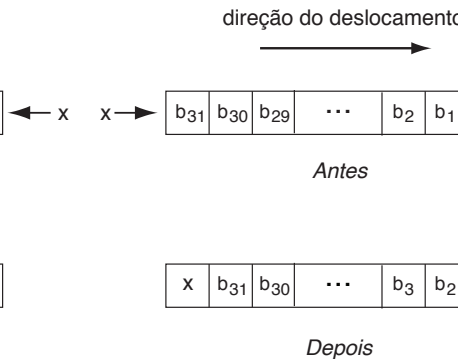 direção do deslocamento
x x b31 b30 b29 ... b2 b1
Antes
x b31 b30 ... b3 b2
Depois